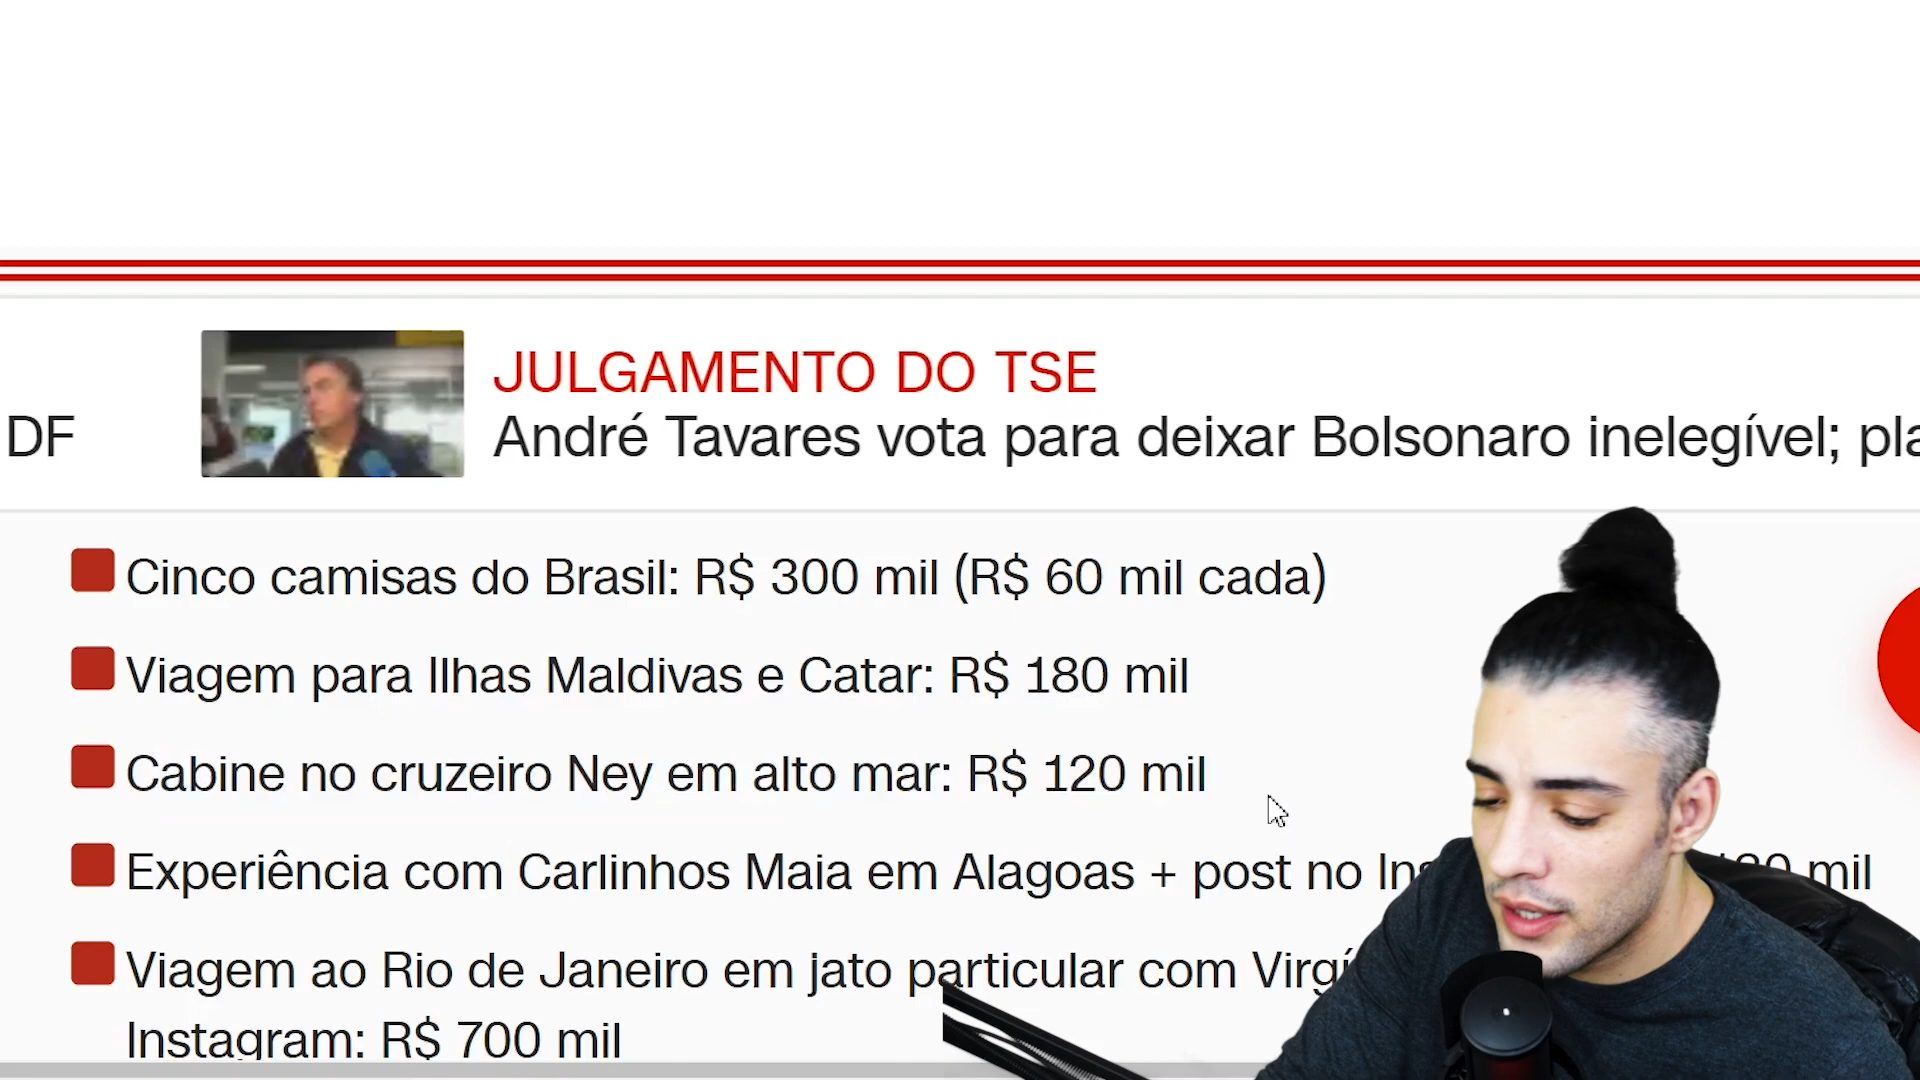 DF
JULGAMENTO DO TSE
André Tavares vota para deixar Bolsonaro inelegível;
Cinco camisas do Brasil: R$ 300 mil (R$ 60 mil cada)
Viagem para Ilhas Maldivas e Catar: R$ 180 mil
Cabine no cruzeiro Ney em alto mar: R$ 120 mil
Experiência com Carlinhos Maia em Alagoas + post no mil
Viagem ao Rio de Janeiro em jato particular com
Instagram: R$ 700 mil